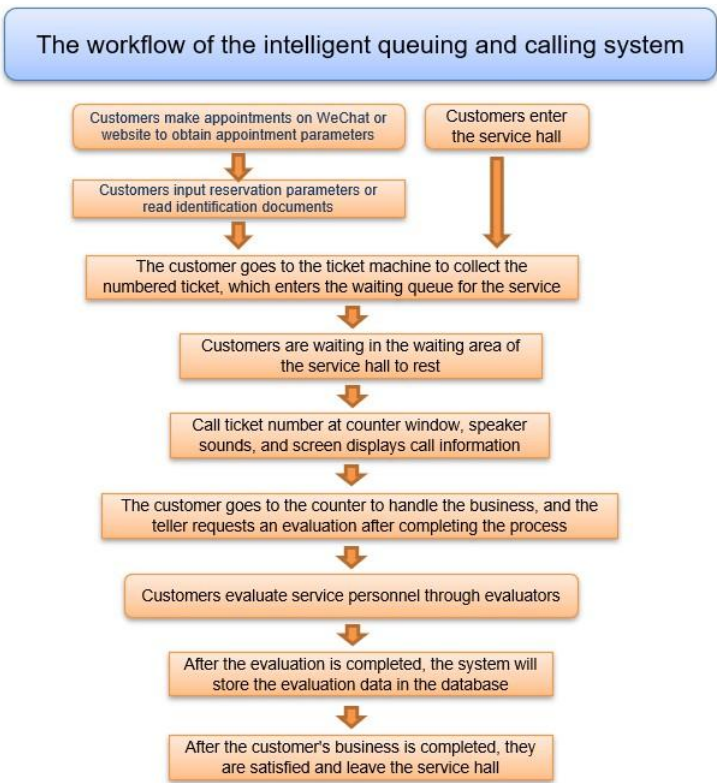 The workflow of the intelligent queuing and calling system
Customers make appointments on WeChat or
website to obtain appointment parameters
Customers enter
the service hall
Customers input reservation parameters or
read identification documents
The customer goes to the ticket machine to collect the
numbered ticket, which enters the waiting queue for the service
Customers are waiting in the waiting area of
the service hall to rest
Call ticket number at counter window, speaker
sounds, and screen displays call information
The customer goes to the counter to handle the business, and the
teller requests an evaluation after completing the process
Customers evaluate service personnel through evaluators
After the evaluation is completed, the system will
store the evaluation data in the database
After the customer's business is completed, they
are satisfied and leave the service hall